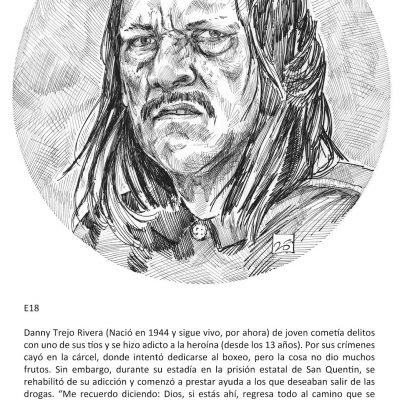 25
E18
Danny Trejo Rivera (Nació en 1944 y sigue vivo, por ahora) de joven cometía delitos
con uno de sus tíos y se hizo adicto a la heroína (desde los 13 años). Por sus crímenes
cayó en la cárcel, donde intentó dedicarse al boxeo, pero la cosa no dio muchos
frutos. Sin embargo, durante su estadía en la prisión estatal de San Quentin, se
rehabilitó de su adicción y comenzó a prestar ayuda a los que deseaban salir de las
drogas. “Me recuerdo diciendo: Dios, si estás ahí, regresa todo al camino que se